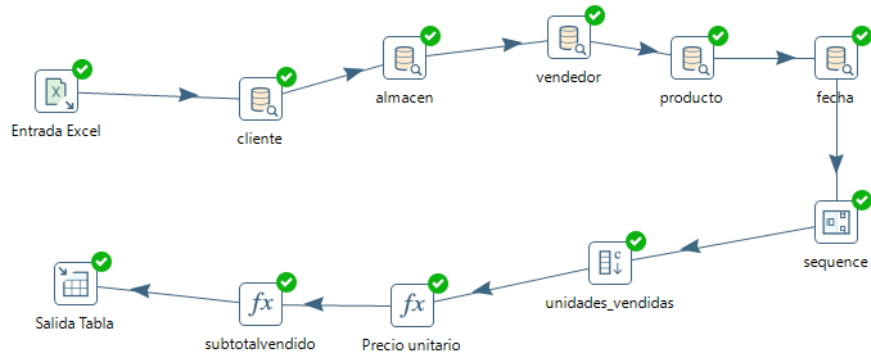 Entrada Excel
cliente
almacen
vendedor
producto
fecha
sequence
unidades_vendidas
Precio unitario
subtotalvendido
Salida Tabla